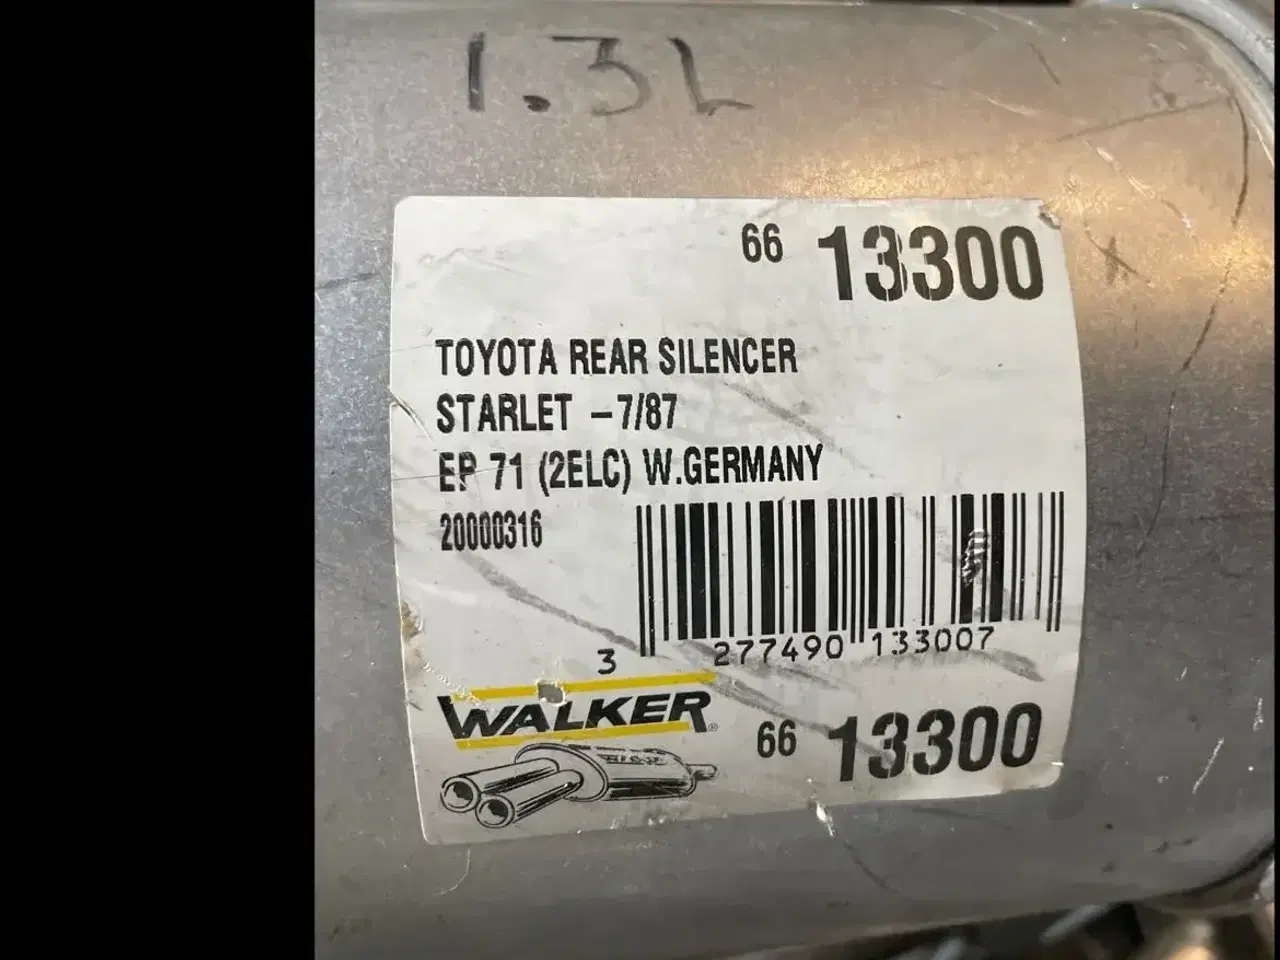 1.3L
66 13300
TOYOTA REAR SILENCER
STARLET –7/87
EP 71 (2ELC) W.GERMANY
20000316
3 277490 133007
WALKER®
66 13300